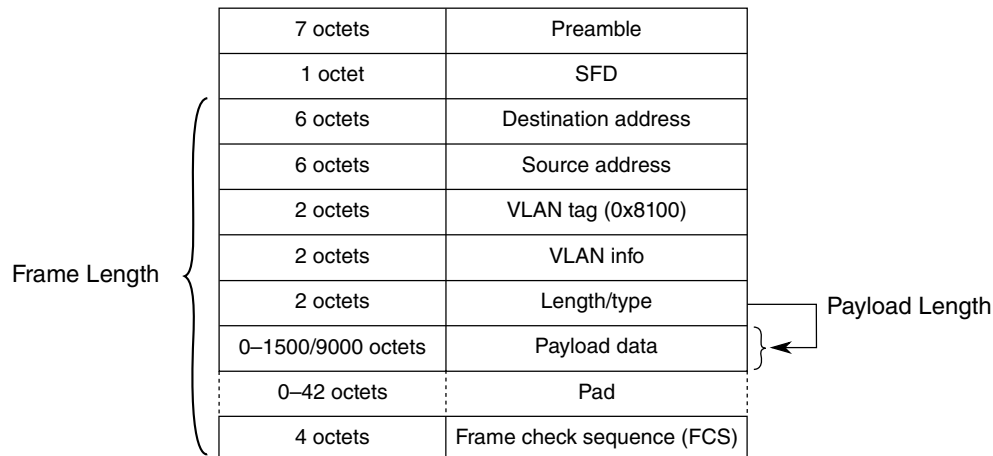 7 octets Preamble
1 octet SFD
6 octets Destination address
6 octets Source address
2 octets VLAN tag (0x8100)
2 octets VLAN info
Frame Length
2 octets Length/type
Payload Length
0–1500/9000 octets Payload data
0–42 octets Pad
4 octets Frame check sequence (FCS)